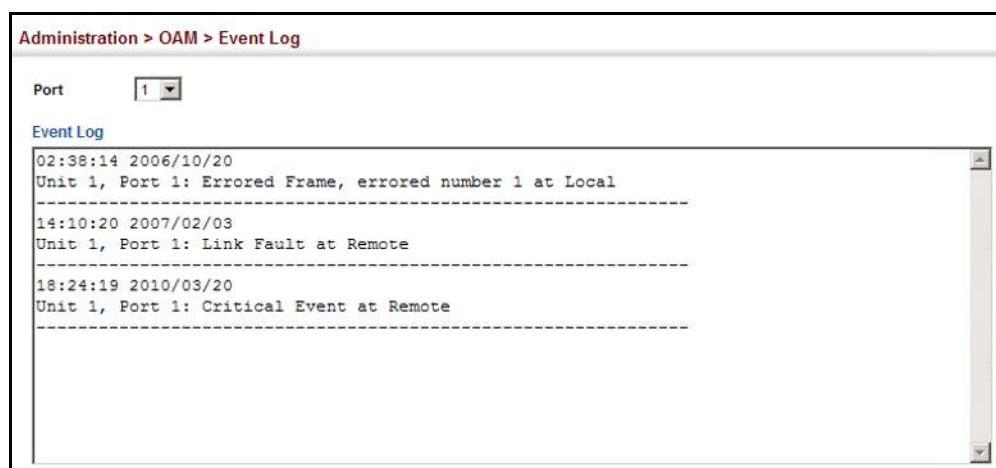 Administration > OAM > Event Log
Port 1
Event Log
02:38:14 2006/10/20
Unit 1, Port 1: Errored Frame, errored number 1 at Local
---------------------------------------------------------------
14:10:20 2007/02/03
Unit 1, Port 1: Link Fault at Remote
---------------------------------------------------------------
18:24:19 2010/03/20
Unit 1, Port 1: Critical Event at Remote
---------------------------------------------------------------